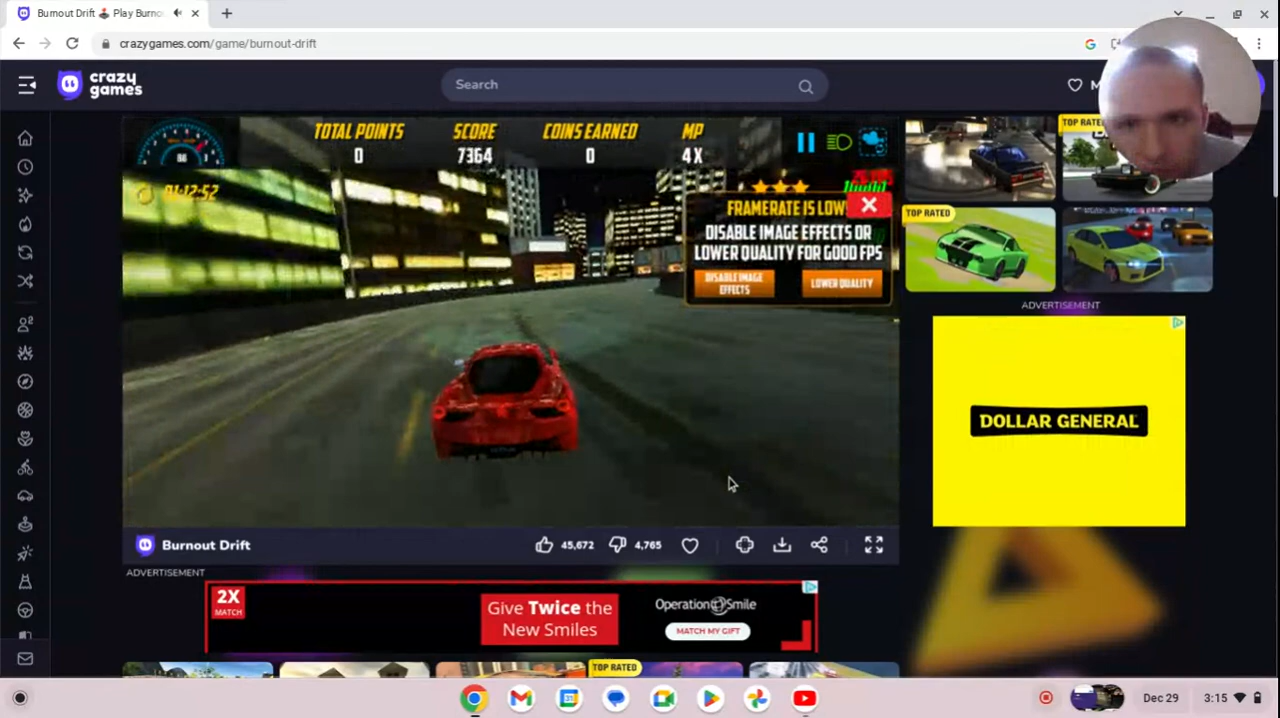 Burnout Drift
Play Burno
crazygames.com/game/burnout-drift
crazy
games
Search
M
TOTAL POINTS
SCORE
COINS EARNED
MP
0
7364
0
4X
01:12:52
FRAMERATE IS LOW
DISABLE IMAGE EFFECTS OR
LOWER QUALITY FOR GOOD FPS
DISABLE IMAGE
EFFECTS
LOWER QUALITY
TOP RATED
TOP RATED
ADVERTISEMENT
DOLLAR GENERAL
Burnout Drift
45,672
4,765
ADVERTISEMENT
2X
MATCH
Give Twice the
New Smiles
Operation Smile
MATCH MY GIFT
TOP RATED
Dec 29
3:15